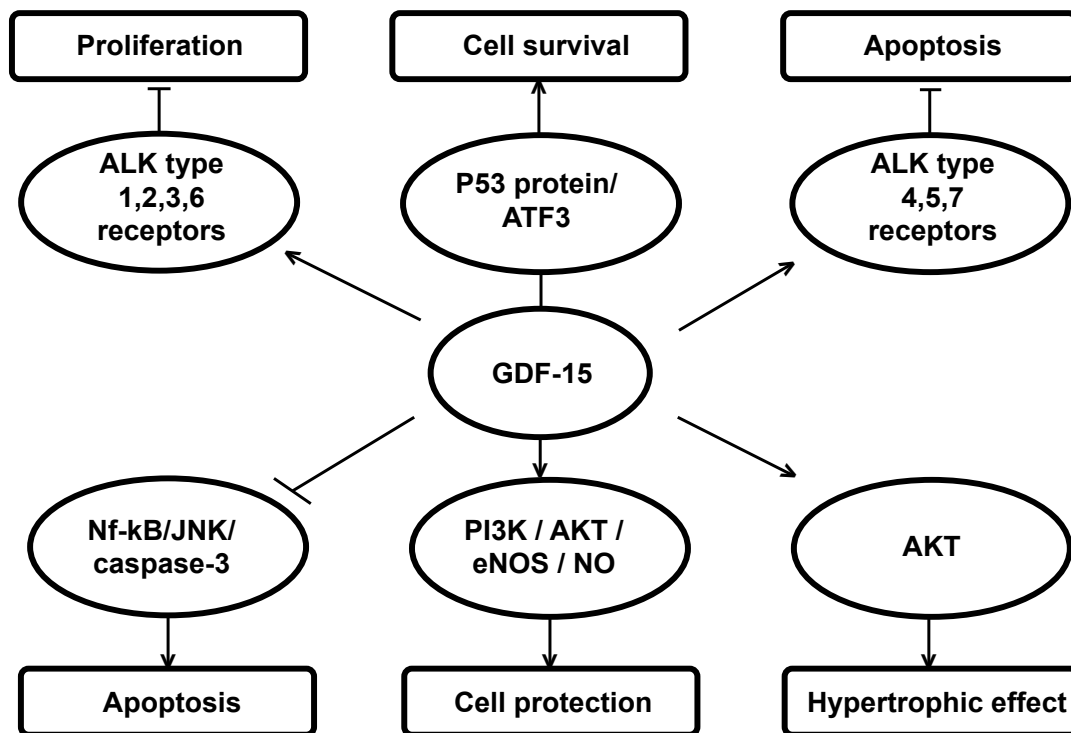 Proliferation
Cell survival
Apoptosis
ALK type
1,2,3,6
receptors
P53 protein/
ATF3
ALK type
4,5,7
receptors
GDF-15
Nf-kB/JNK/
caspase-3
PI3K / AKT /
eNOS / NO
AKT
Apoptosis
Cell protection
Hypertrophic effect